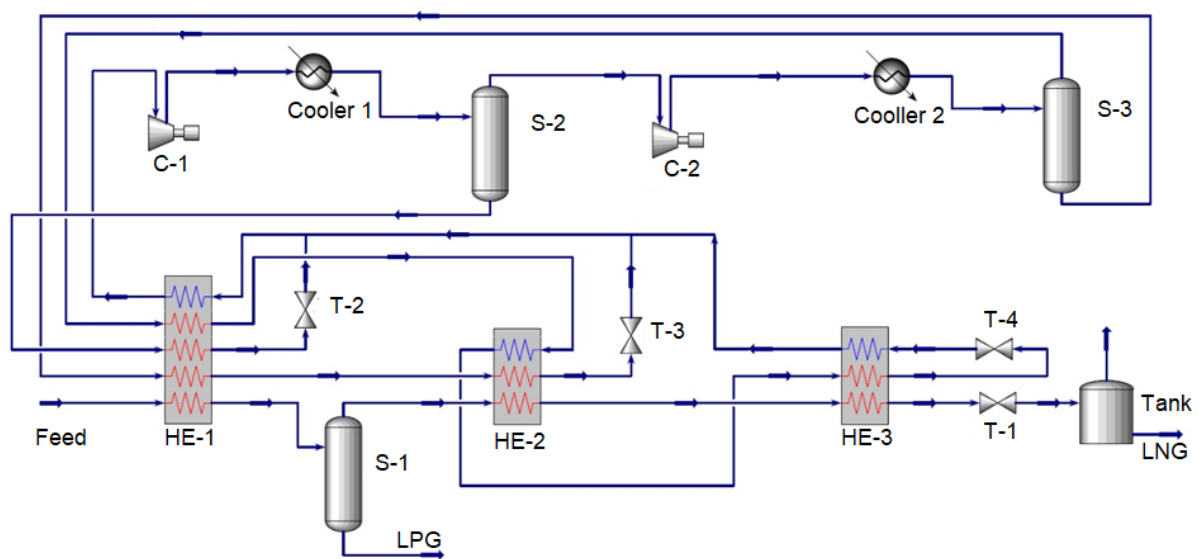 Cooler 1
S-2
Cooller 2
S-3
C-1
C-2
T-2
T-3
T-4
Feed
HE-1
HE-2
HE-3
T-1
Tank
LNG
S-1
LPG